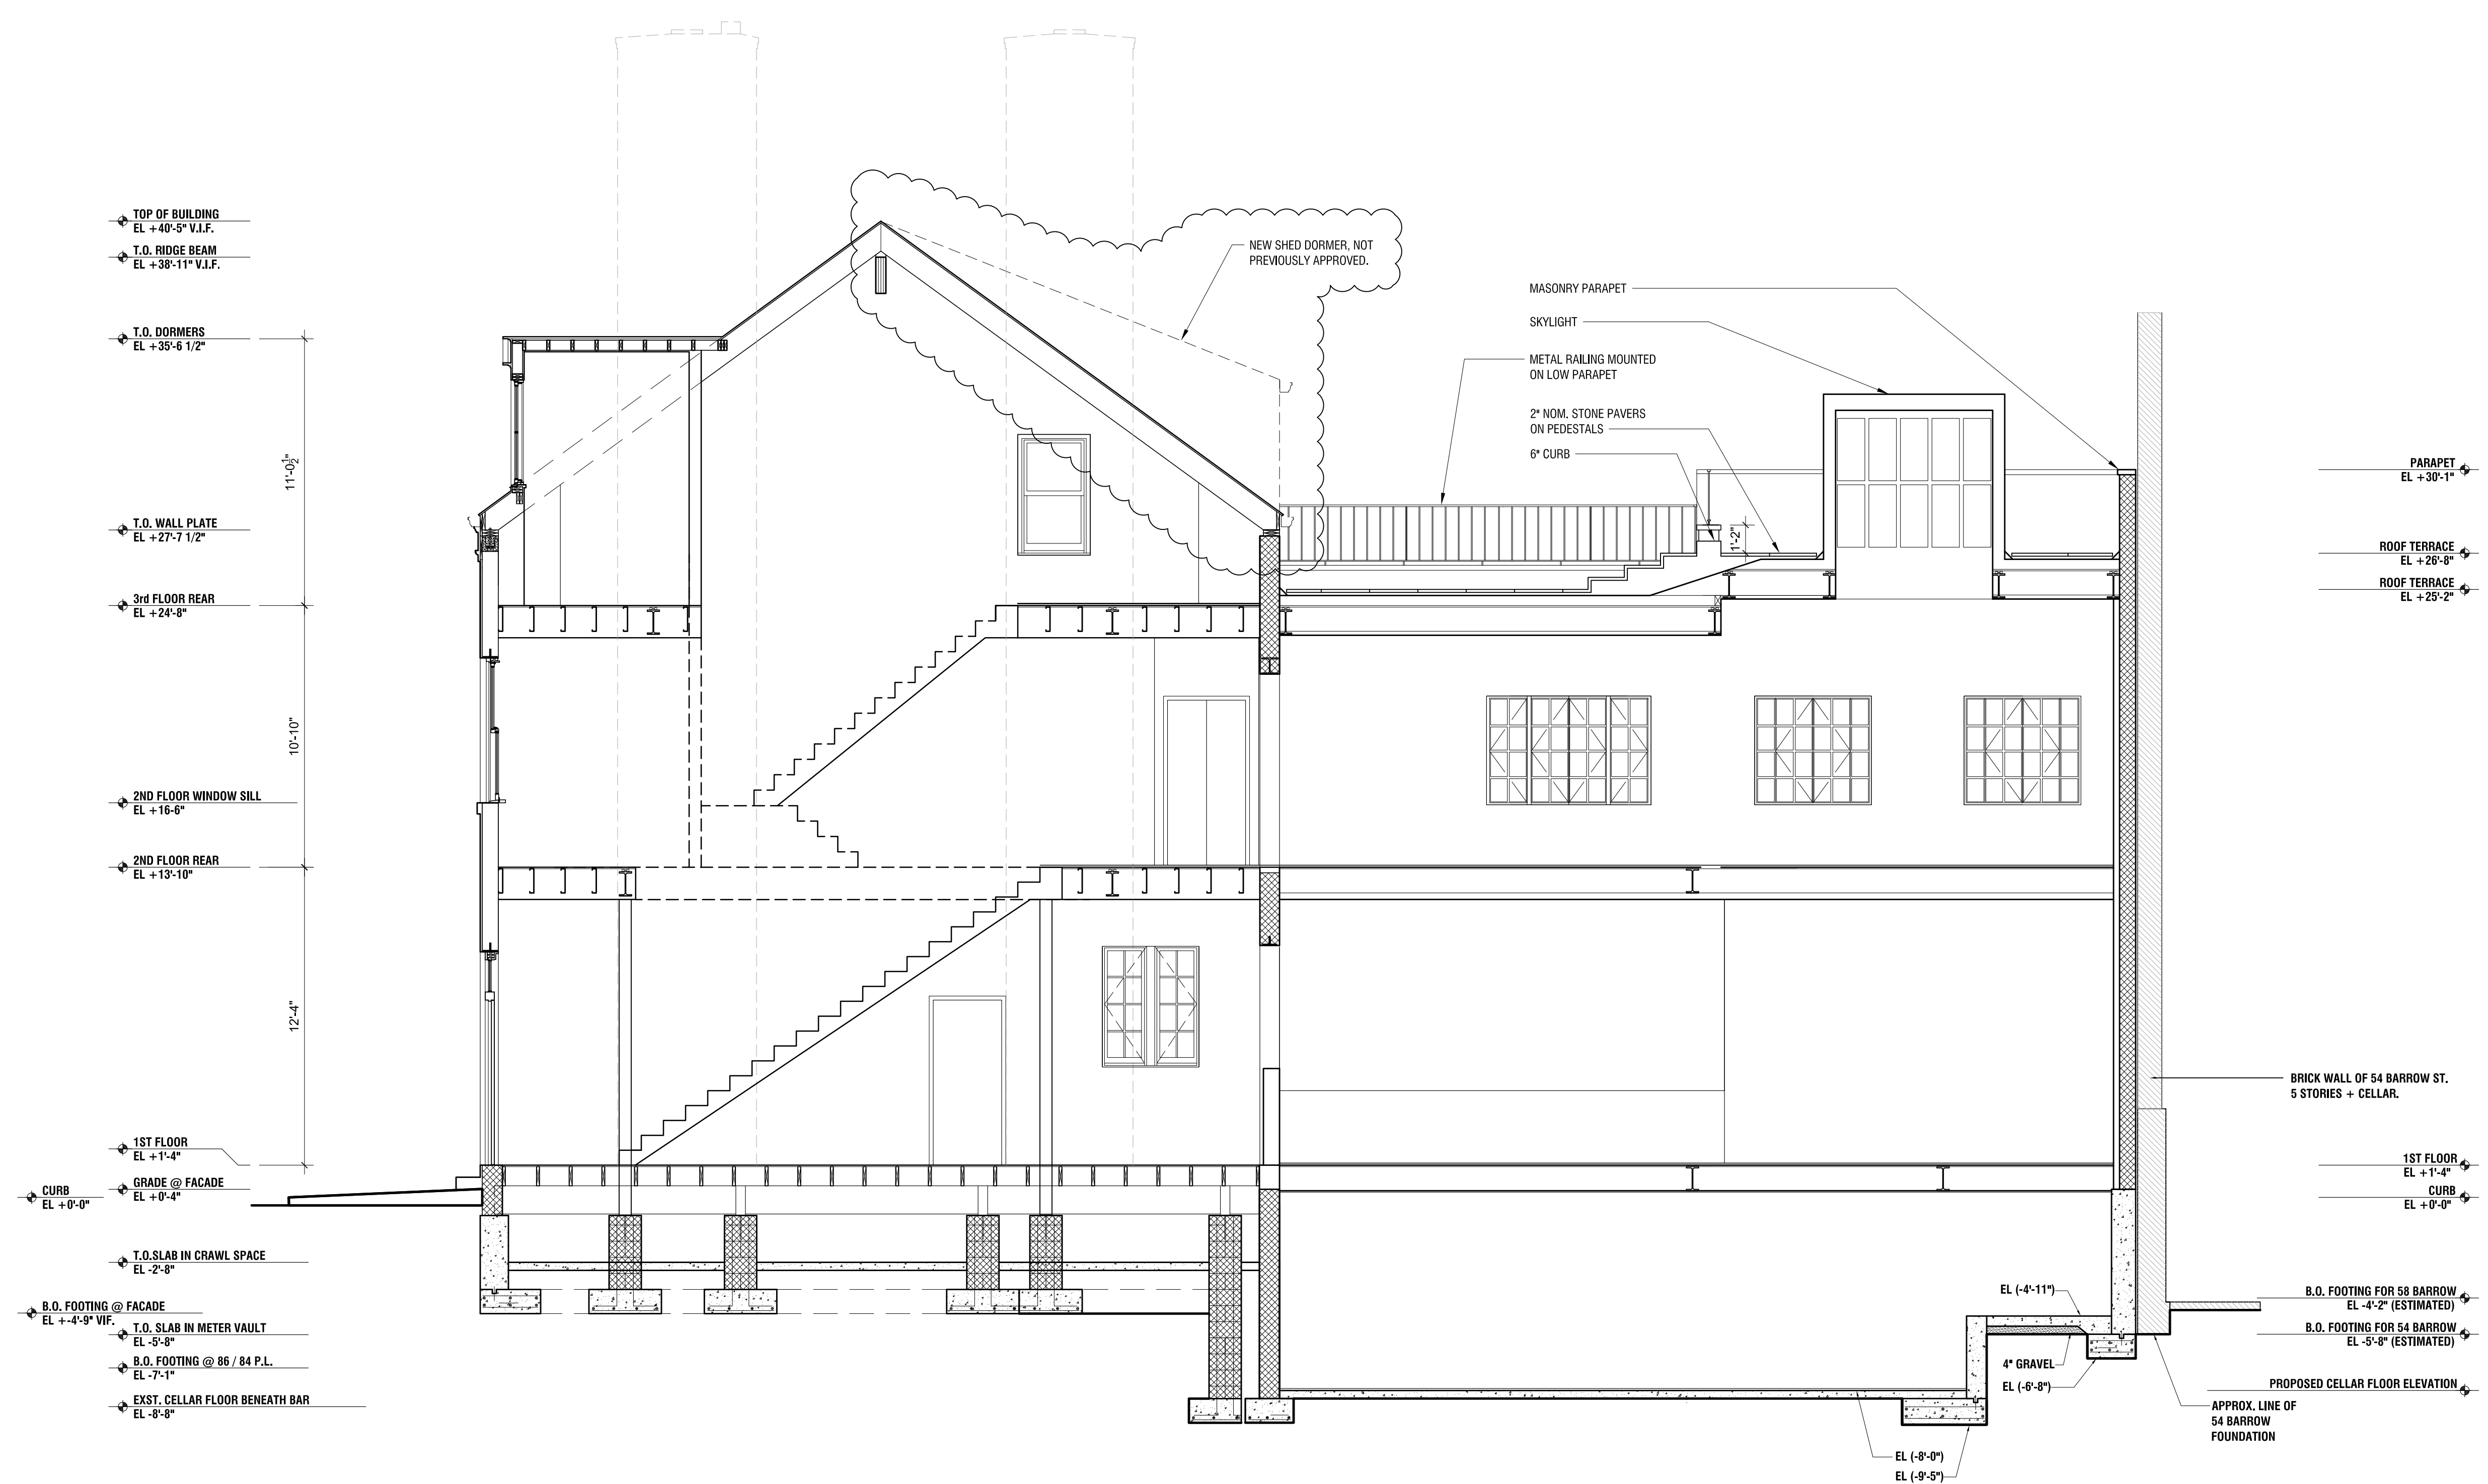 TOP OF BUILDING
EL +40'-5" V.I.F.
T.O. RIDGE BEAM
EL +38'-11" V.I.F.
T.O. DORMERS
EL +35'-6 1/2"
T.O. WALL PLATE
EL +27'-7 1/2"
3rd FLOOR REAR
EL +24'-8"
2ND FLOOR WINDOW SILL
EL +16-6"
2ND FLOOR REAR
EL +13'-10"
1ST FLOOR
EL +1'-4"
GRADE @ FACADE
EL +0'-4"
CURB
EL +0'-0"
T.O.SLAB IN CRAWL SPACE
EL -2'-8"
B.O. FOOTING @ FACADE
EL +-4'-9" VIF.
T.O. SLAB IN METER VAULT
EL -5'-8"
B.O. FOOTING @ 86 / 84 P.L.
EL -7'-1"
EXST. CELLAR FLOOR BENEATH BAR
EL -8'-8"
11'-0 1/2"
10'-10"
12'-4"
NEW SHED DORMER, NOT
PREVIOUSLY APPROVED.
MASONRY PARAPET
SKYLIGHT
METAL RAILING MOUNTED
ON LOW PARAPET
2" NOM. STONE PAVERS
ON PEDESTALS
6" CURB
1'-2"
PARAPET
EL +30'-1"
ROOF TERRACE
EL +26'-8"
ROOF TERRACE
EL +25'-2"
BRICK WALL OF 54 BARROW ST.
5 STORIES + CELLAR.
1ST FLOOR
EL +1'-4"
CURB
EL +0'-0"
B.O. FOOTING FOR 58 BARROW
EL -4'-2" (ESTIMATED)
B.O. FOOTING FOR 54 BARROW
EL -5'-8" (ESTIMATED)
PROPOSED CELLAR FLOOR ELEVATION
EL (-4'-11")
4" GRAVEL
EL (-6'-8")
APPROX. LINE OF
54 BARROW
FOUNDATION
EL (-8'-0")
EL (-9'-5")